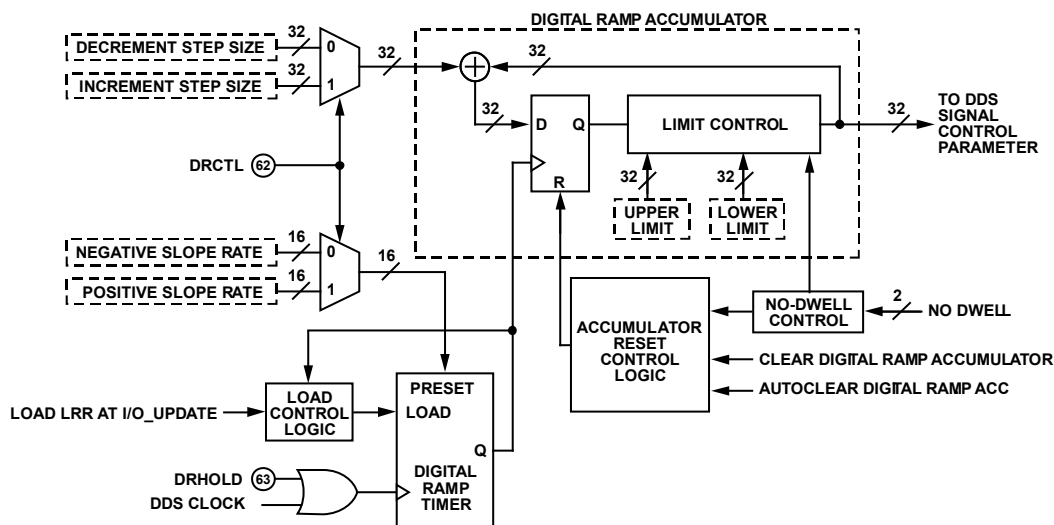 DIGITAL RAMP ACCUMULATOR
DECREMENT STEP SIZE
32
0
INCREMENT STEP SIZE
32
1
32
32
32
D
Q
R
LIMIT CONTROL
32
TO DDS
SIGNAL
CONTROL
PARAMETER
32
32
UPPER
LIMIT
LOWER
LIMIT
DRCTL
62
NEGATIVE SLOPE RATE
16
0
POSITIVE SLOPE RATE
16
1
16
ACCUMULATOR
RESET
CONTROL
LOGIC
NO-DWELL
CONTROL
2
NO DWELL
CLEAR DIGITAL RAMP ACCUMULATOR
AUTOCLEAR DIGITAL RAMP ACC
LOAD LRR AT I/O_UPDATE
LOAD
CONTROL
LOGIC
PRESET
LOAD
Q
DIGITAL
RAMP
TIMER
DRHOLD
63
DDS CLOCK